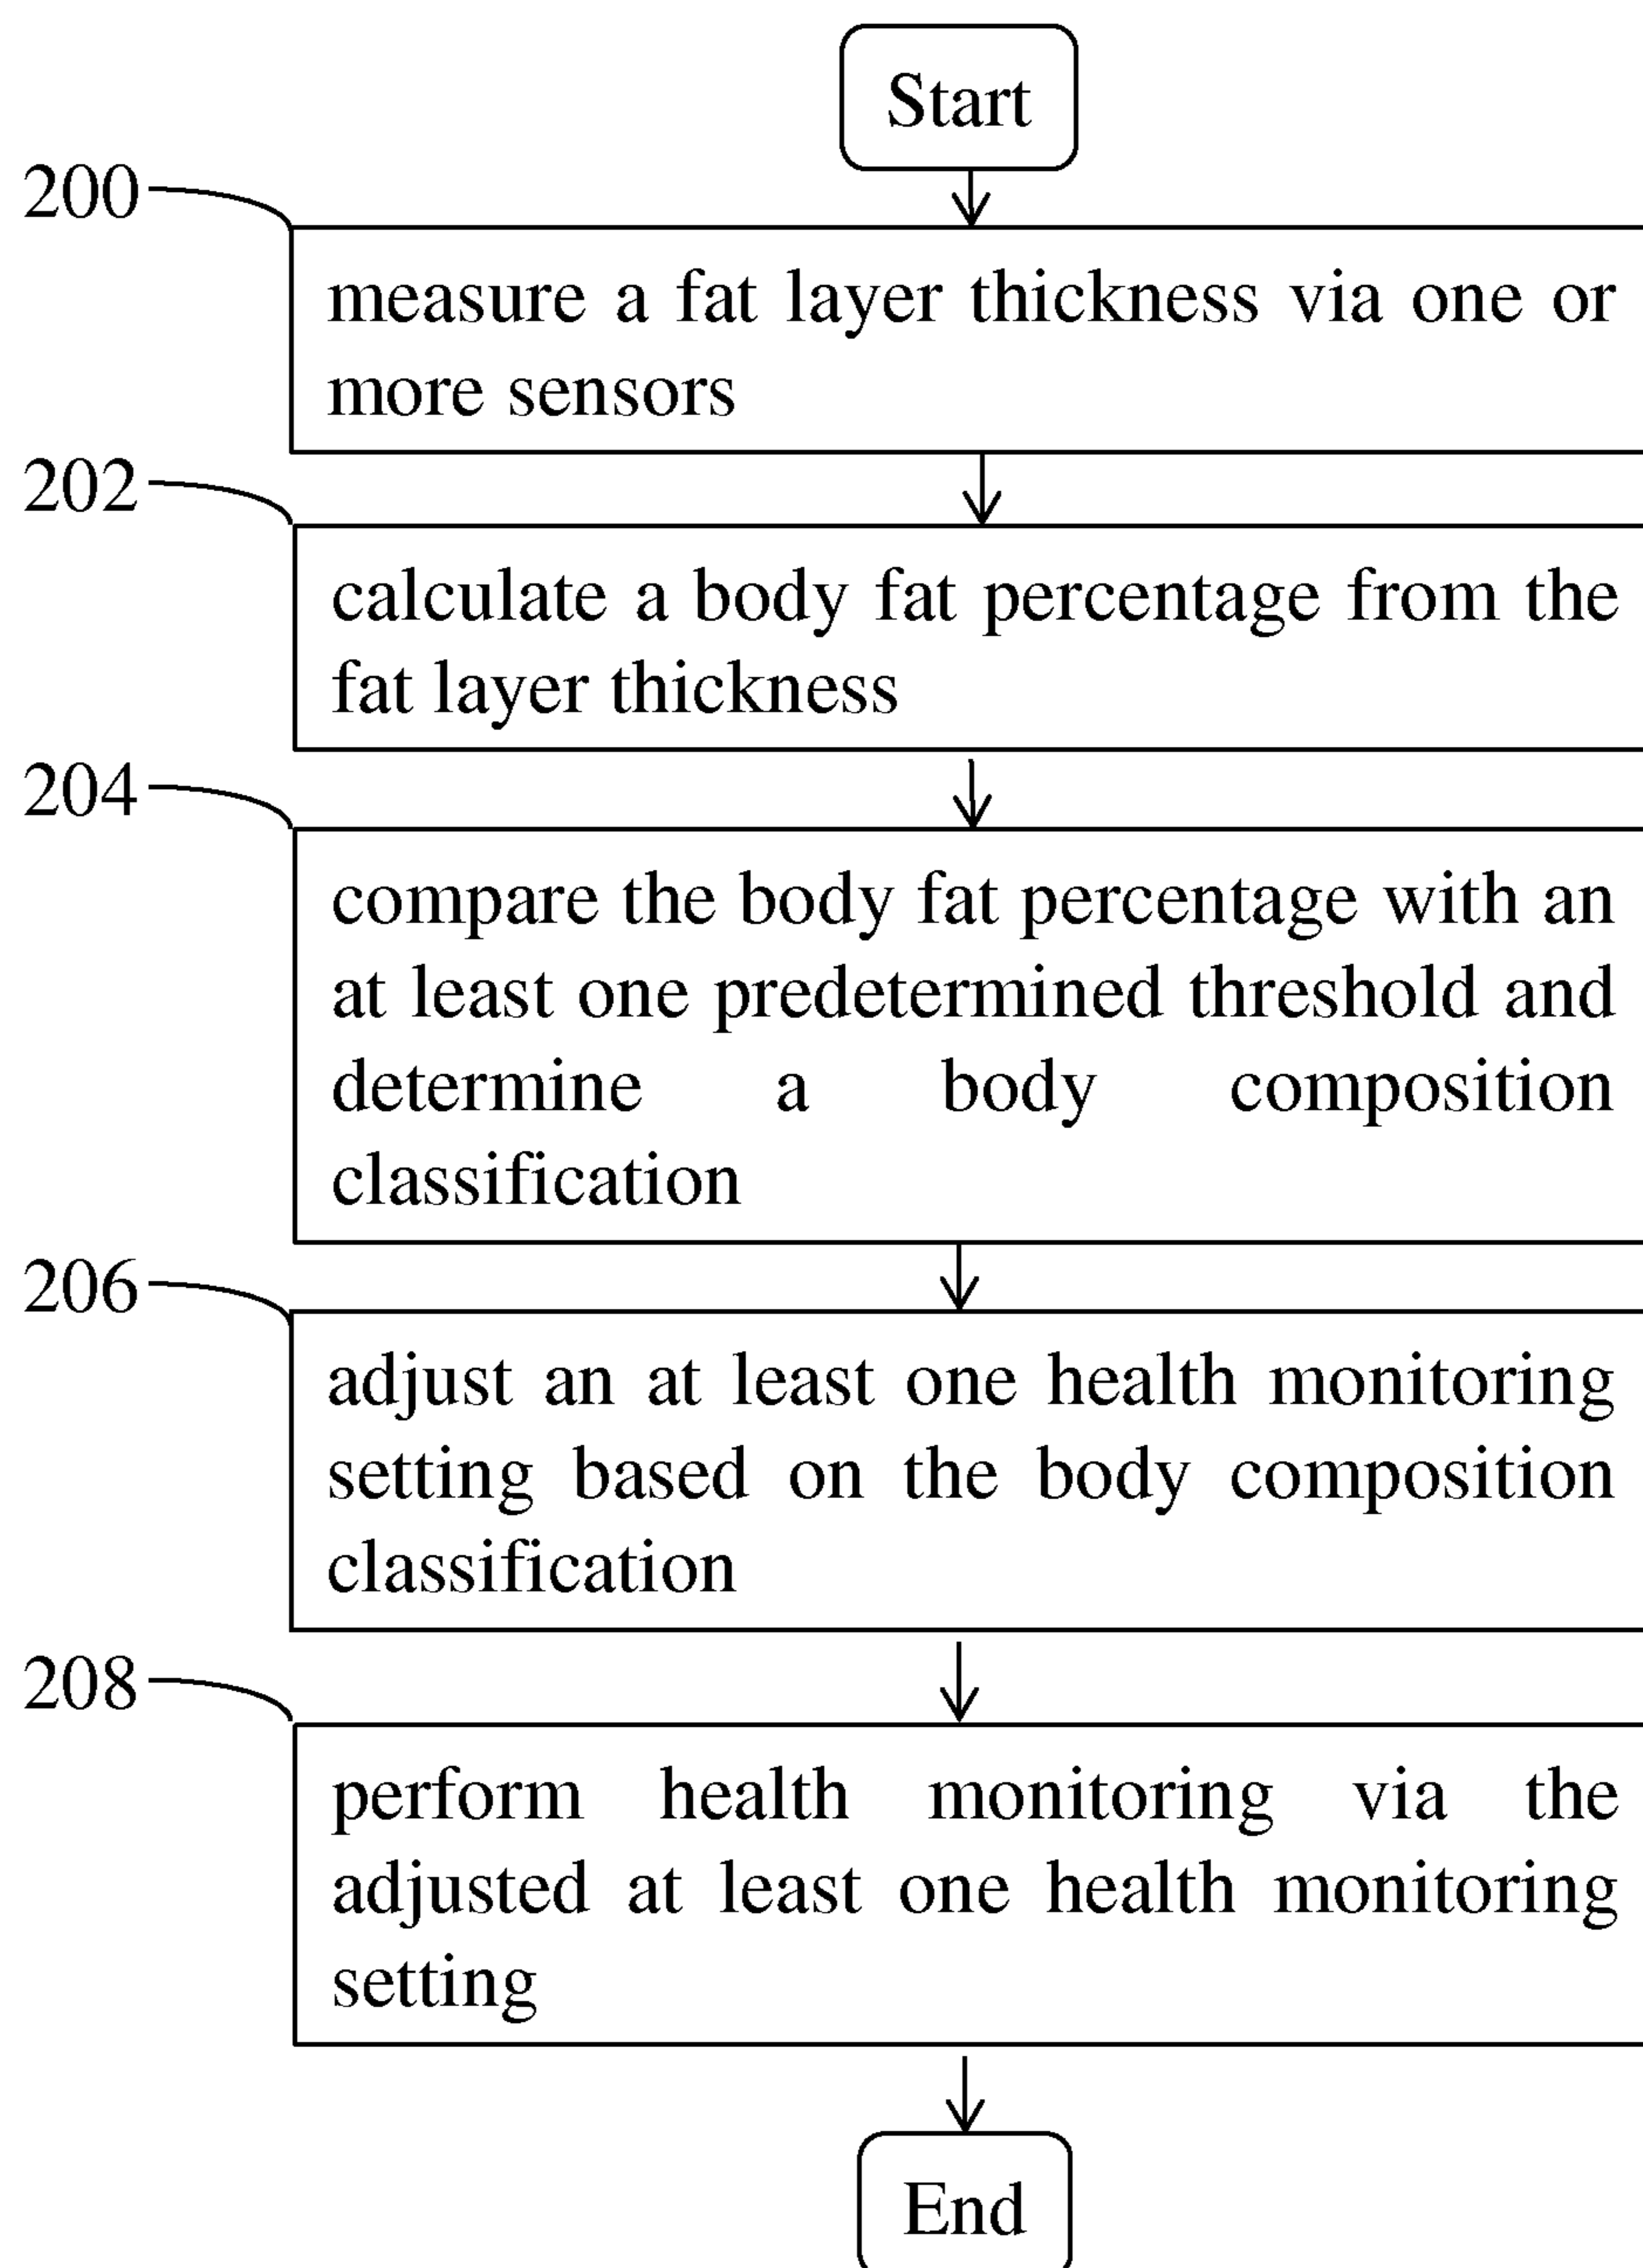 Start
200
measure a fat layer thickness via one or
more sensors
202
calculate a body fat percentage from the
fat layer thickness
204
compare the body fat percentage with an
at least one predetermined threshold and
determine a body composition
classification
206
adjust an at least one health monitoring
setting based on the body composition
classification
208
perform health monitoring via the
adjusted at least one health monitoring
setting
End